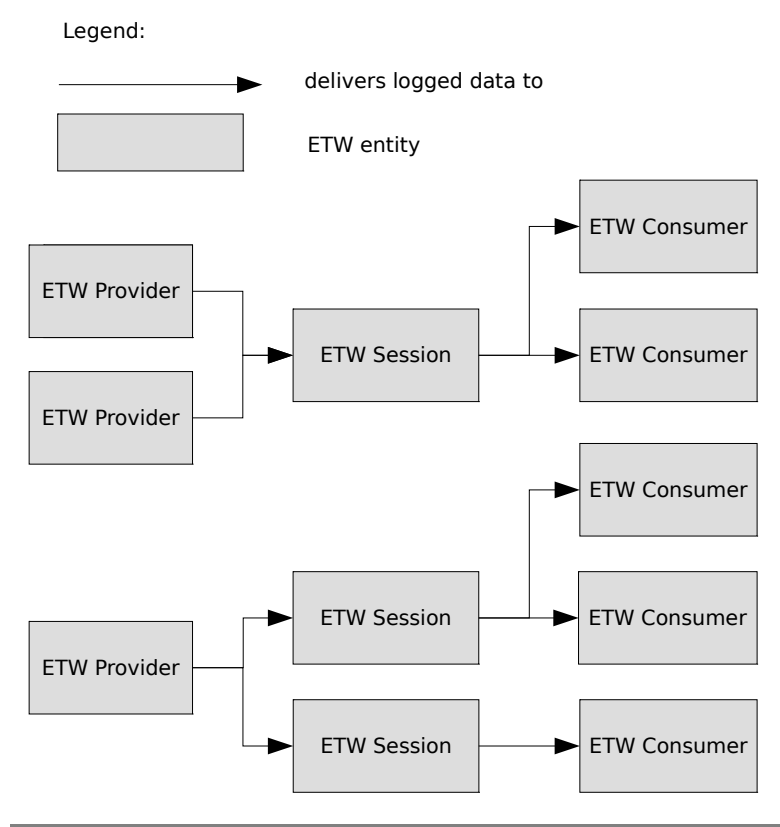 Legend:
delivers logged data to
ETW entity
ETW Consumer
ETW Provider
ETW Session
ETW Consumer
ETW Provider
ETW Consumer
ETW Session
ETW Consumer
ETW Provider
ETW Session
ETW Consumer